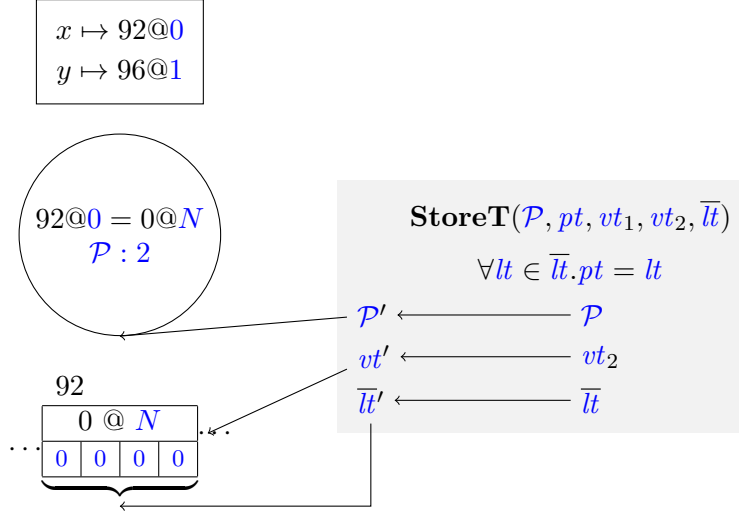 x ↦ 92@0
y ↦ 96@1
92@0 = 0@N
𝒫 : 2
StoreT(𝒫, pt, vt₁, vt₂, l̅t̅)
∀lt ∈ l̅t̅.pt = lt
𝒫′ 𝒫
vt′ vt₂
l̅t̅′ l̅t̅
92
0 @ N
... 0 0 0 0 ...